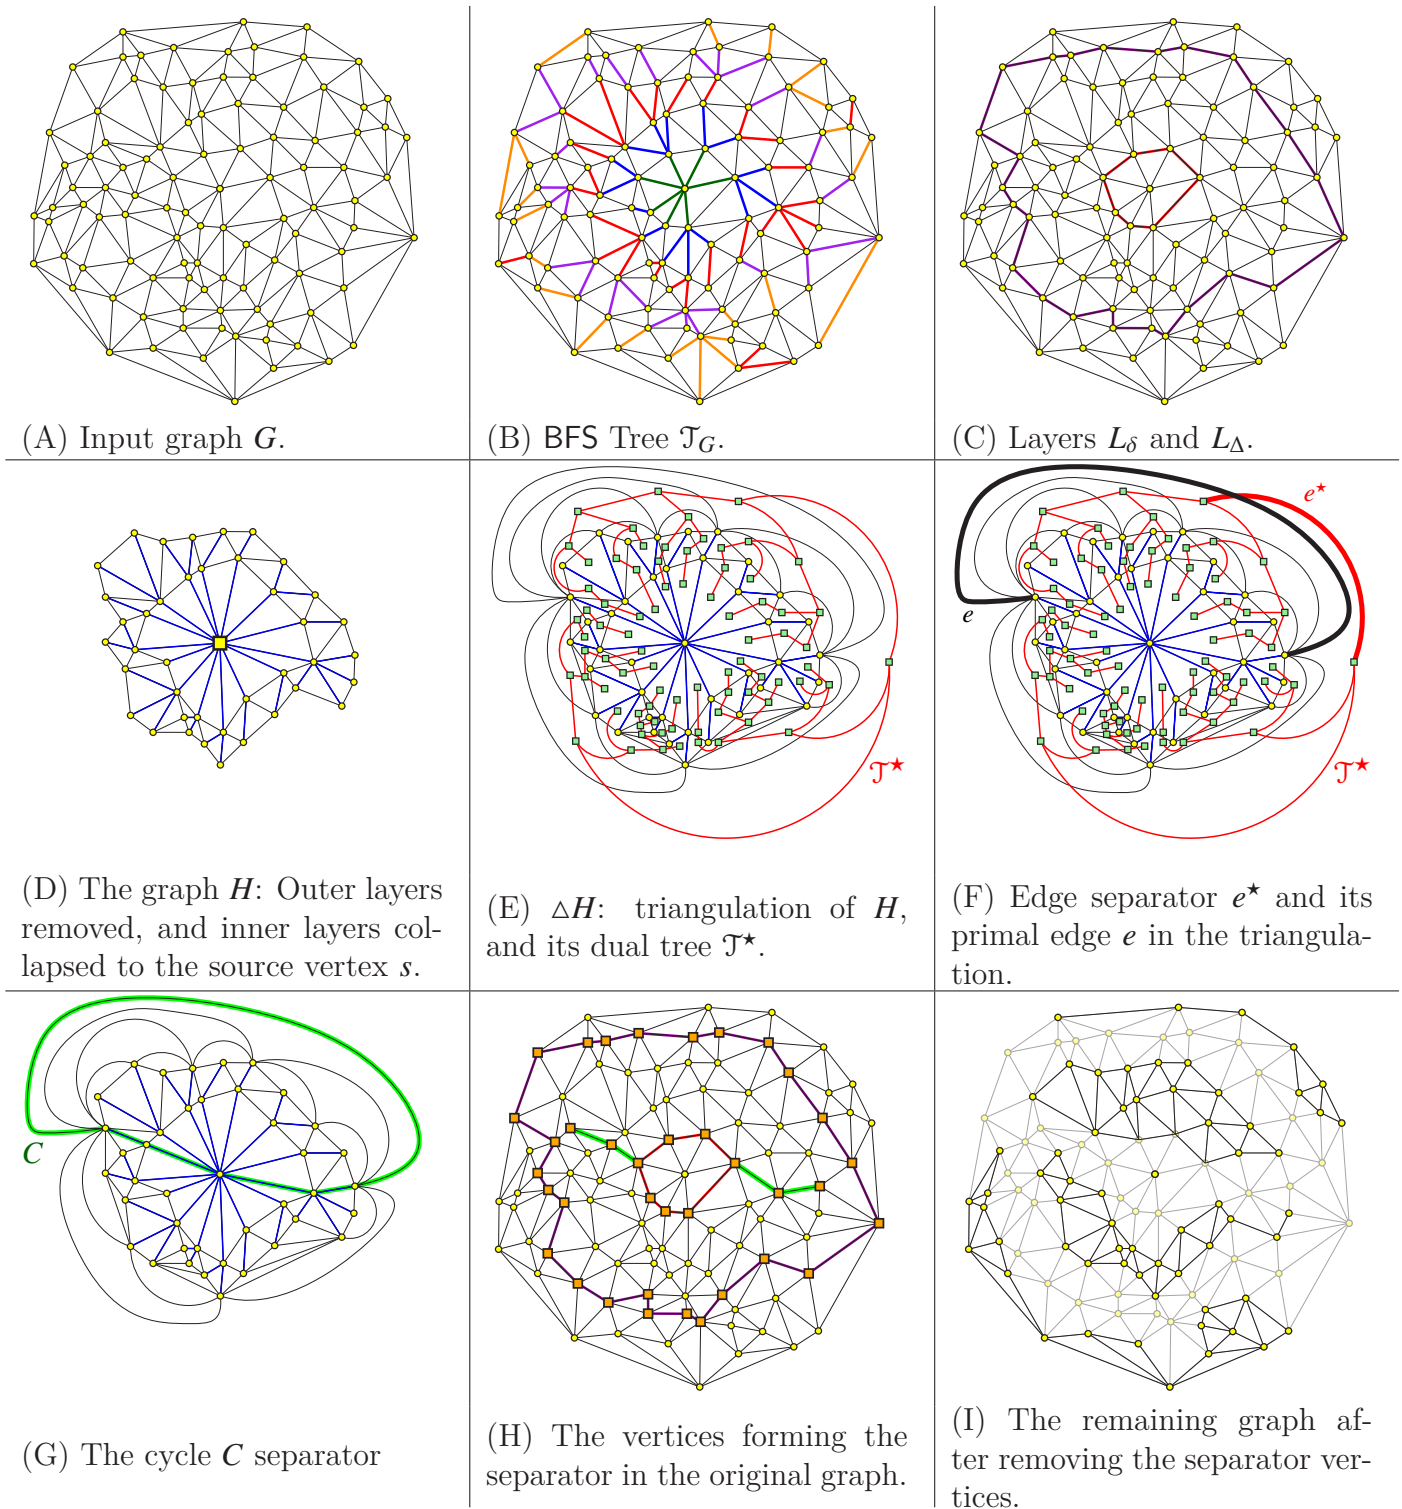 (A) Input graph G.
(B) BFS Tree 𝒯_G.
(C) Layers L_δ and L_Δ.
e
e★
𝒯★
𝒯★
(D) The graph H: Outer layers
removed, and inner layers col-
lapsed to the source vertex s.
(E) △H: triangulation of H,
and its dual tree 𝒯★.
(F) Edge separator e★ and its
primal edge e in the triangula-
tion.
C
(G) The cycle C separator
(H) The vertices forming the
separator in the original graph.
(I) The remaining graph af-
ter removing the separator ver-
tices.